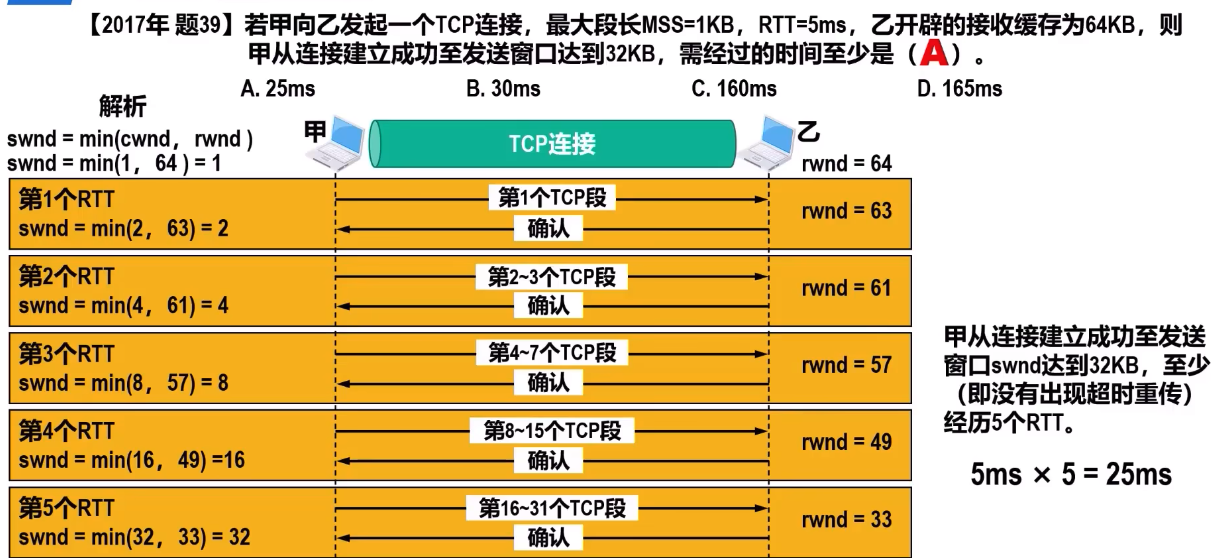 【2017年 题39】若甲向乙发起一个TCP连接，最大段长MSS=1KB，RTT=5ms，乙开辟的接收缓存为64KB，则
甲从连接建立成功至发送窗口达到32KB，需经过的时间至少是（A）。
A. 25ms B. 30ms C. 160ms D. 165ms
解析
swnd = min(cwnd，rwnd )
swnd = min(1，64 ) = 1
甲
TCP连接
乙
rwnd = 64
第1个RTT
swnd = min(2，63) = 2
第1个TCP段
确认
rwnd = 63
第2个RTT
swnd = min(4，61) = 4
第2~3个TCP段
确认
rwnd = 61
第3个RTT
swnd = min(8，57) = 8
第4~7个TCP段
确认
rwnd = 57
第4个RTT
swnd = min(16，49) =16
第8~15个TCP段
确认
rwnd = 49
第5个RTT
swnd = min(32，33) = 32
第16~31个TCP段
确认
rwnd = 33
甲从连接建立成功至发送
窗口swnd达到32KB，至少
（即没有出现超时重传）
经历5个RTT。
5ms × 5 = 25ms